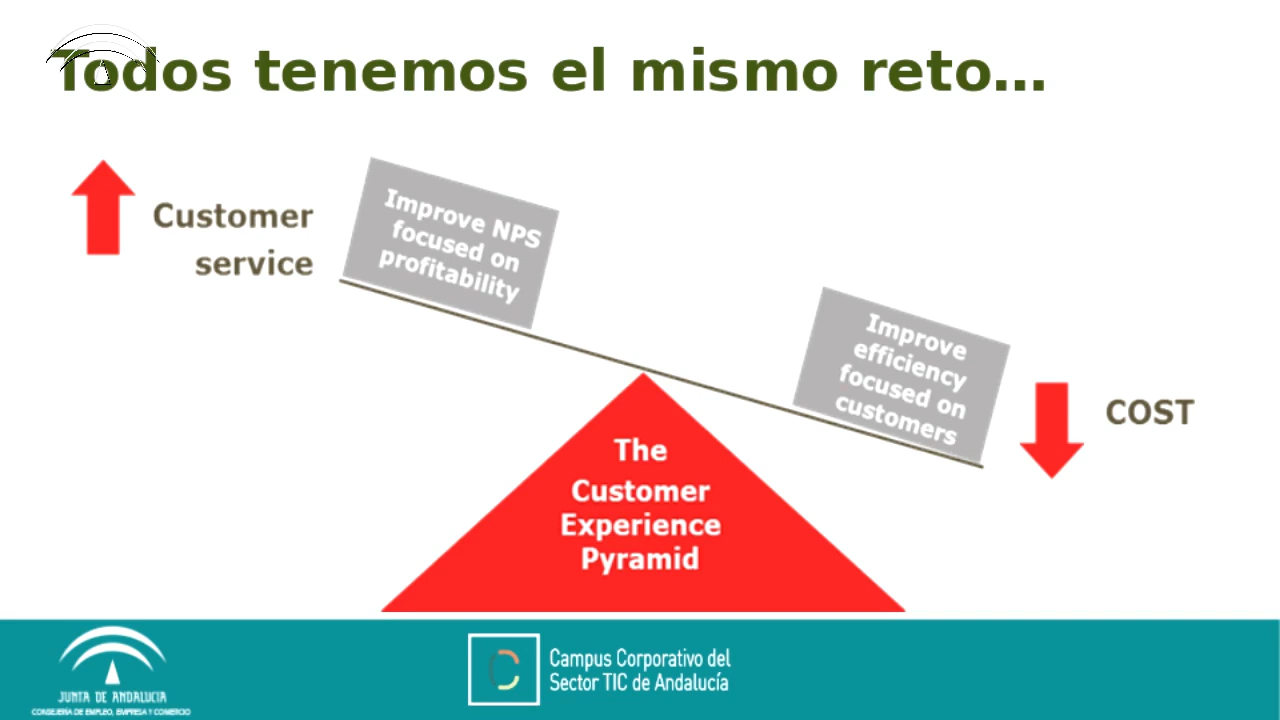 Todos tenemos el mismo reto...
Customer
service
Improve NPS
focused on
profitability
Improve
efficiency
focused on
customers
COST
The
Customer
Experience
Pyramid
JUNTA DE ANDALUCIA
CONSEJERÍA DE EMPLEO, EMPRESA Y COMERCIO
Campus Corporativo del
Sector TIC de Andalucía